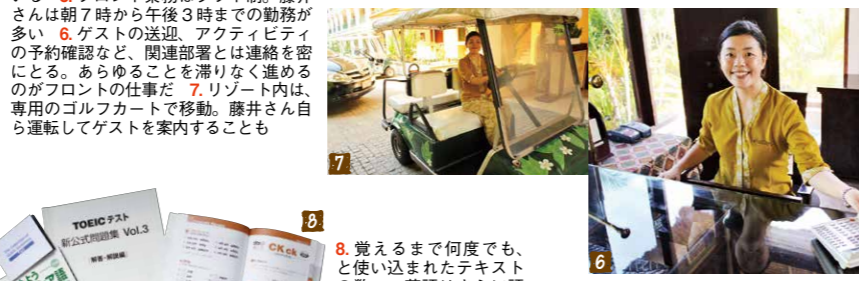 さんは朝７時から午後３時までの勤務が
多い　6. ゲストの送迎、アクティビティ
の予約確認など、関連部署とは連絡を密
にとる。あらゆることを滞りなく進める
のがフロントの仕事だ　7. リゾート内は、
専用のゴルフカートで移動。藤井さん自
ら運転してゲストを案内することも
7
6
8
TOEIC テスト
新公式問題集 Vol.3
解答・解説編
CK ck
8. 覚えるまで何度でも、
と使い込まれたテキスト